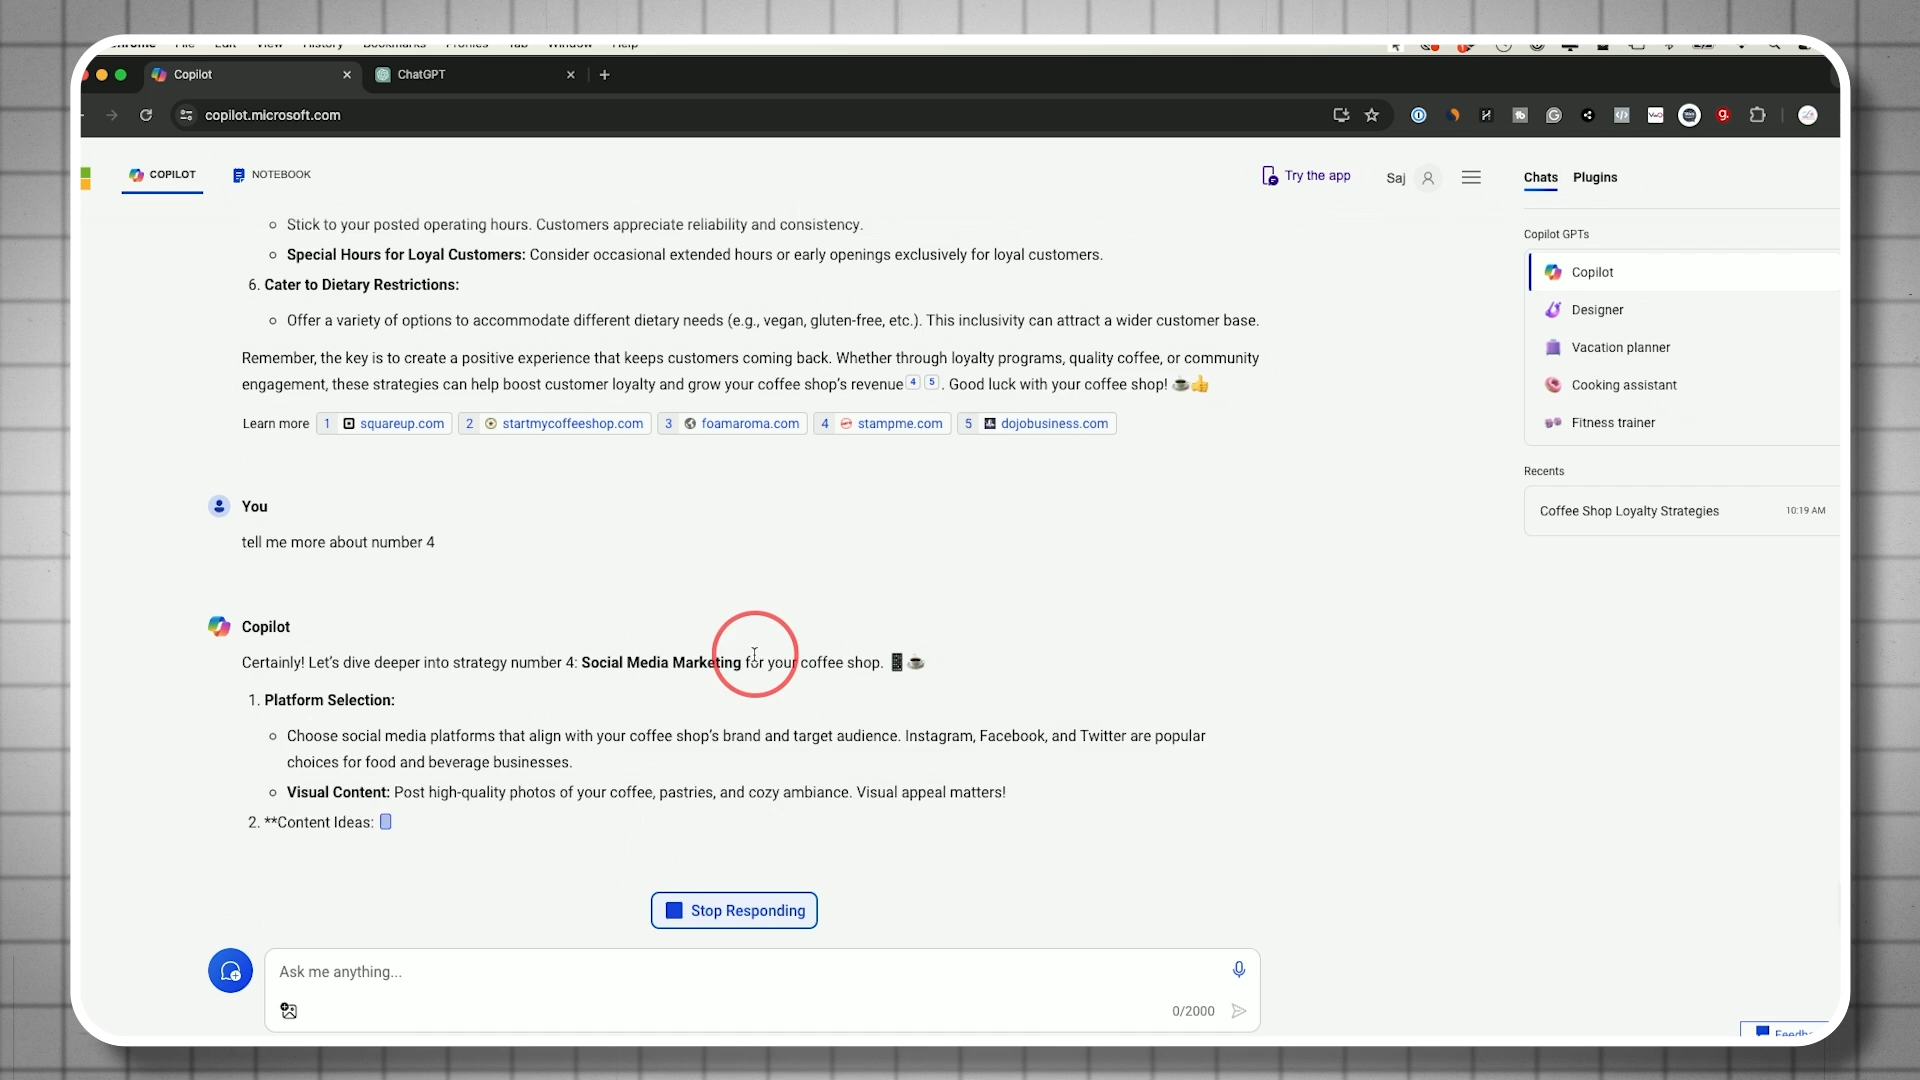 Chrome File Edit View History Bookmarks Profiles Tab Window Help
Copilot
ChatGPT
copilot.microsoft.com
COPILOT
NOTEBOOK
Try the app
Saj
Chats
Plugins
Stick to your posted operating hours. Customers appreciate reliability and consistency.
Special Hours for Loyal Customers: Consider occasional extended hours or early openings exclusively for loyal customers.
6. Cater to Dietary Restrictions:
Offer a variety of options to accommodate different dietary needs (e.g., vegan, gluten-free, etc.). This inclusivity can attract a wider customer base.
Remember, the key is to create a positive experience that keeps customers coming back. Whether through loyalty programs, quality coffee, or community
engagement, these strategies can help boost customer loyalty and grow your coffee shop’s revenue 4 5 . Good luck with your coffee shop! ☕👍
Learn more 1 squareup.com 2 startmycoffeeshop.com 3 foamaroma.com 4 stampme.com 5 dojobusiness.com
You
tell me more about number 4
Copilot
Certainly! Let’s dive deeper into strategy number 4: Social Media Marketing for your coffee shop. 📱☕
1. Platform Selection:
Choose social media platforms that align with your coffee shop’s brand and target audience. Instagram, Facebook, and Twitter are popular
choices for food and beverage businesses.
Visual Content: Post high-quality photos of your coffee, pastries, and cozy ambiance. Visual appeal matters!
2. **Content Ideas:
Stop Responding
Ask me anything...
0/2000
Copilot GPTs
Copilot
Designer
Vacation planner
Cooking assistant
Fitness trainer
Recents
Coffee Shop Loyalty Strategies 10:19 AM